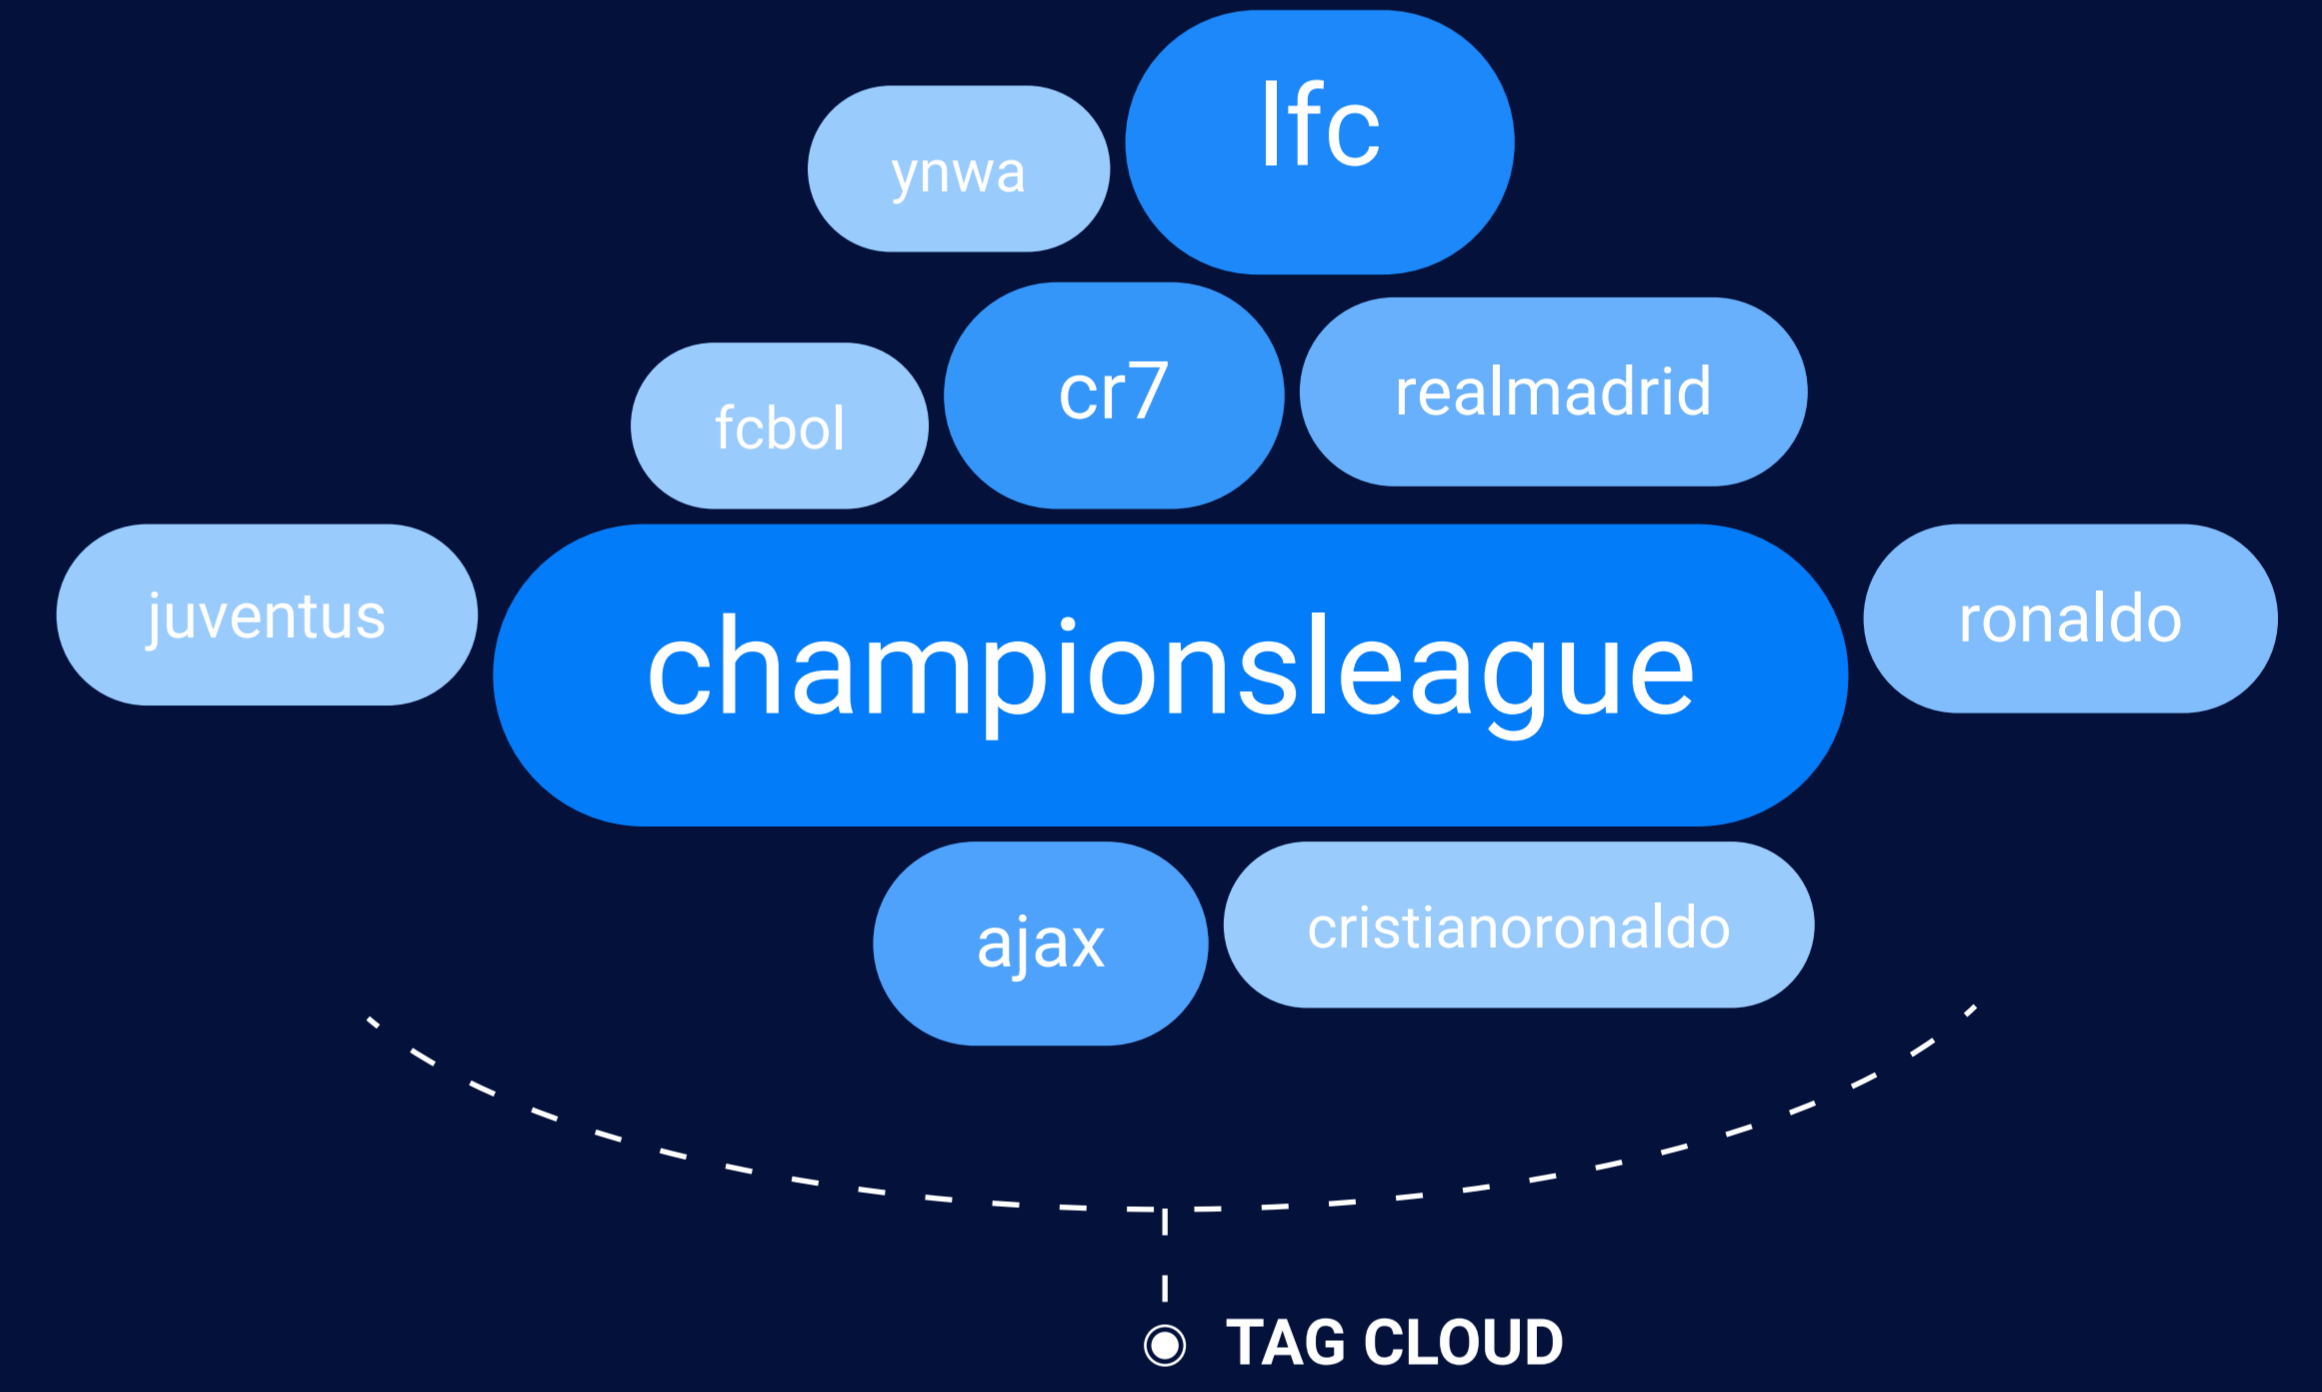 lfc
ynwa
cr7
realmadrid
fcbol
juventus
championsleague
ronaldo
ajax
cristianoronaldo
TAG CLOUD